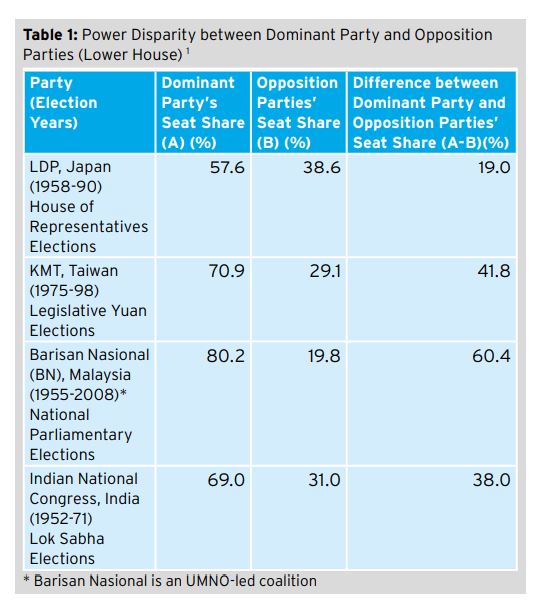 Table 1: Power Disparity between Dominant Party and Opposition
Parties (Lower House) 1
Party
(Election
Years)
Dominant
Party's
Seat Share
(A) (%)
Opposition
Parties'
Seat Share
(B) (%)
Difference between
Dominant Party and
Opposition Parties'
Seat Share (A-B)(%)
LDP, Japan
(1958-90)
House of
Representatives
Elections
57.6
38.6
19.0
KMT, Taiwan
(1975-98)
Legislative Yuan
Elections
70.9
29.1
41.8
Barisan Nasional
(BN), Malaysia
(1955-2008)*
National
Parliamentary
Elections
80.2
19.8
60.4
Indian National
Congress, India
(1952-71)
Lok Sabha
Elections
69.0
31.0
38.0
* Barisan Nasional is an UMNO-led coalition